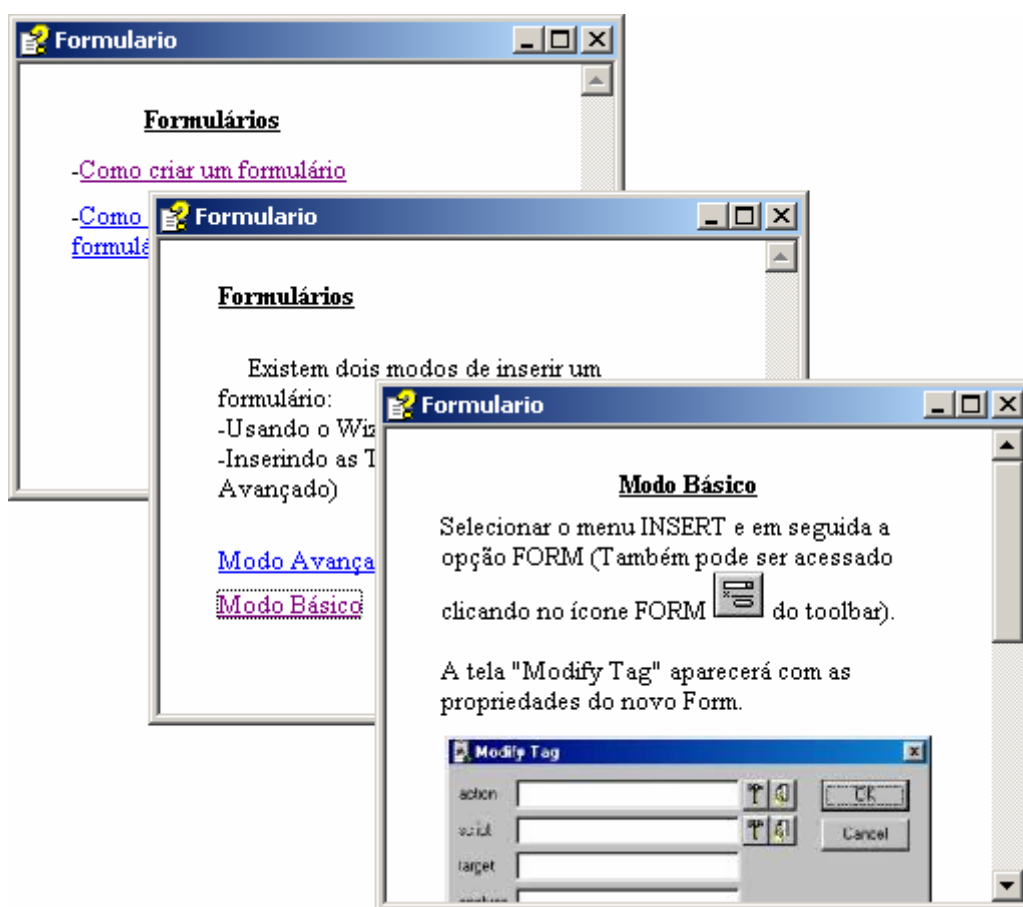 Formulario
Formulários
-Como criar um formulário
-Como
Formulario
Formulários
Existem dois modos de inserir um
formulário:
-Usando o
-Inserindo as
Avançado)
Modo
Modo Básico
Formulario
Modo Básico
Selecionar o menu INSERT e em seguida a
opção FORM (Também pode ser acessado
clicando no ícone FORM do toolbar).
A tela "Modify Tag" aparecerá com as
propriedades do novo Form.
Modify Tag
action
OK
script
Cancel
target